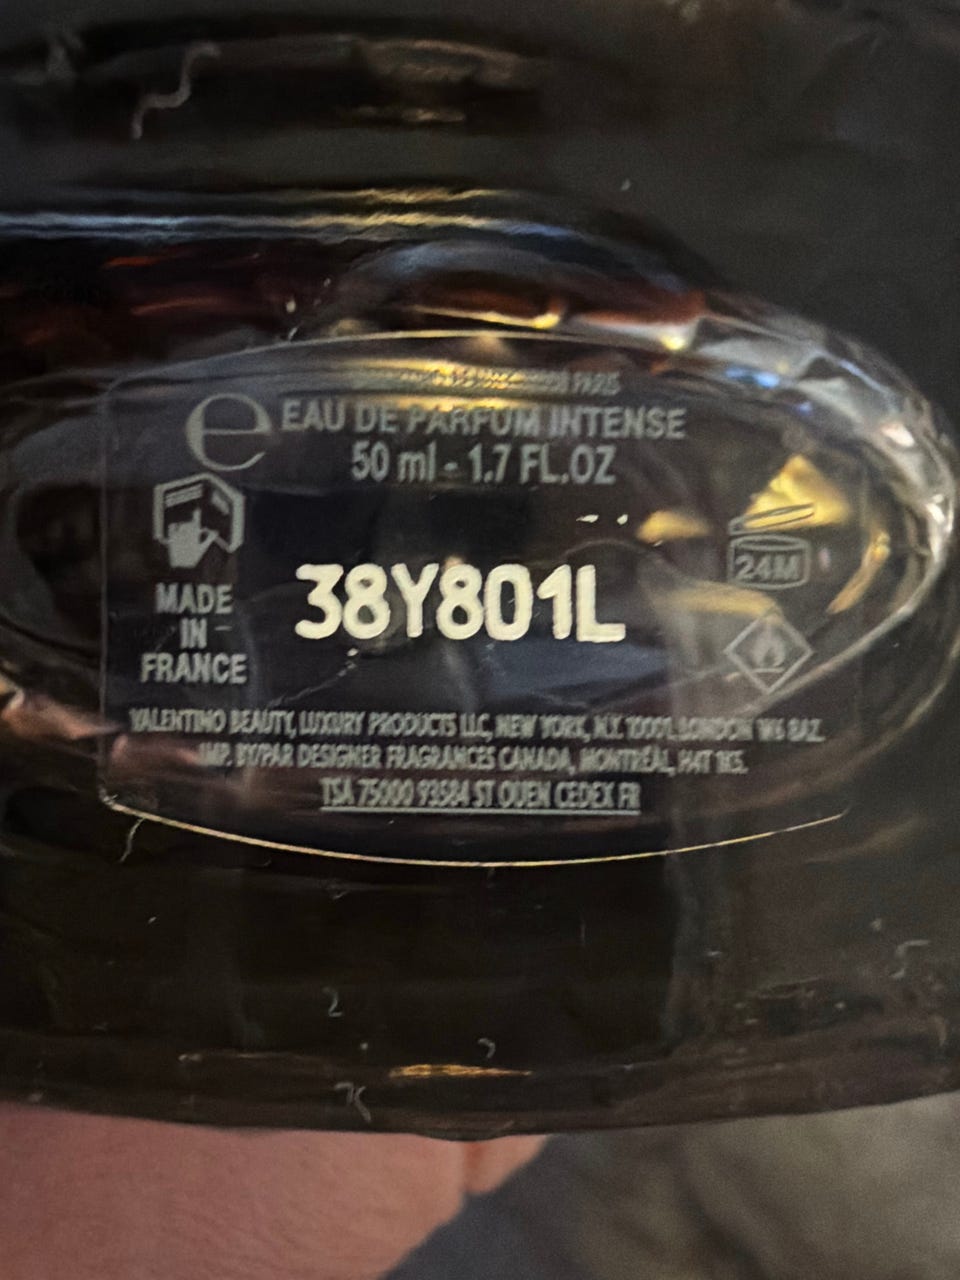 PARIS
e EAU DE PARFUM INTENSE
50 ml - 1.7 FL.OZ
24M
38Y801L
MADE
IN
FRANCE
VALENTINO BEAUTY, LUXURY PRODUCTS LLC, NEW YORK, N.Y. 10001, LONDON W6 8AZ.
IMP. BY/PAR DESIGNER FRAGRANCES CANADA, MONTRÉAL, H4T 1K5.
TSA 75000 93584 ST OUEN CEDEX FR